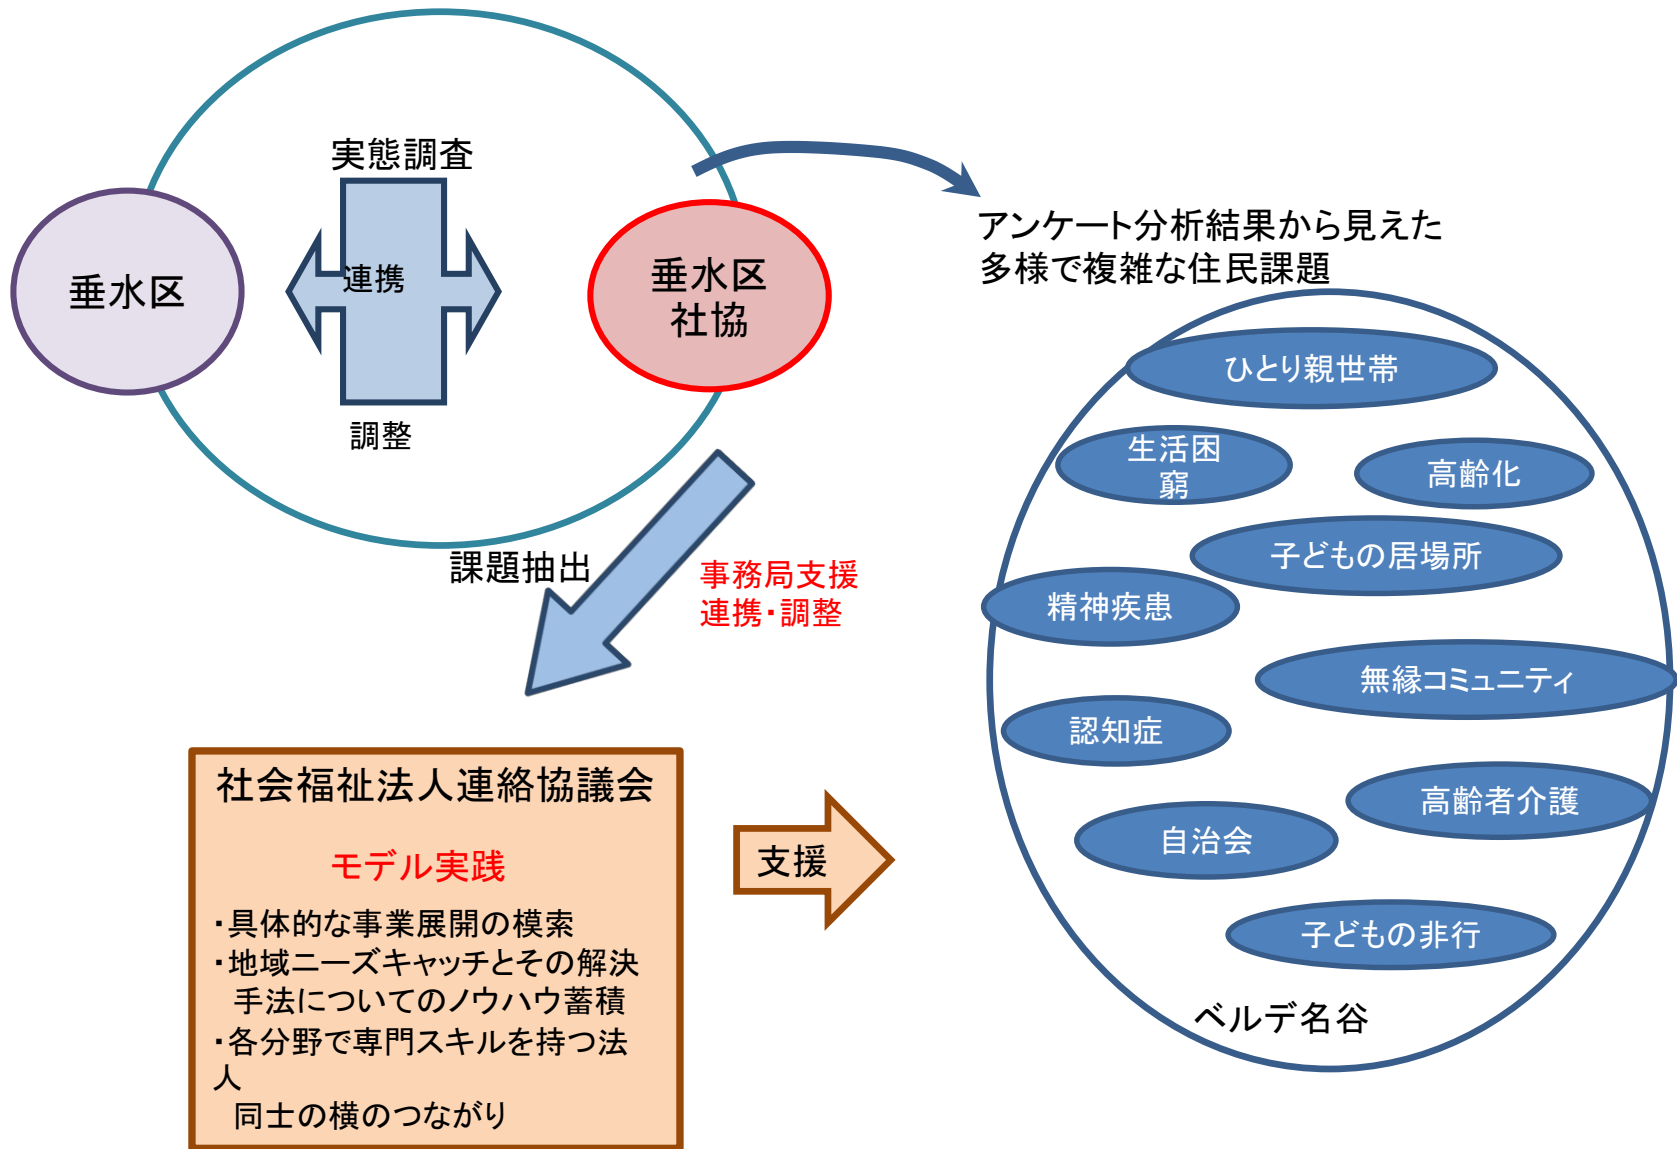 実態調査
垂水区
連携
垂水区
社協
調整
アンケート分析結果から見えた
多様で複雑な住民課題
ひとり親世帯
生活困
窮
高齢化
子どもの居場所
精神疾患
無縁コミュニティ
認知症
高齢者介護
自治会
子どもの非行
ベルデ名谷
課題抽出
事務局支援
連携・調整
社会福祉法人連絡協議会
モデル実践
・具体的な事業展開の模索
・地域ニーズキャッチとその解決
手法についてのノウハウ蓄積
・各分野で専門スキルを持つ法
人
同士の横のつながり
支援